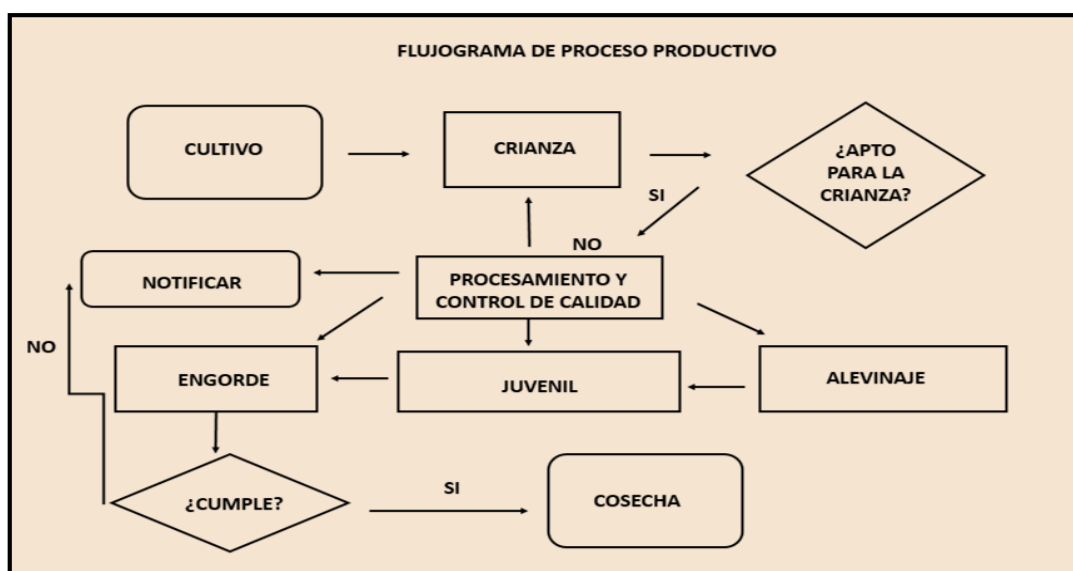 FLUJOGRAMA DE PROCESO PRODUCTIVO
CULTIVO
CRIANZA
¿APTO
PARA LA
CRIANZA?
SI
NO
NOTIFICAR
PROCESAMIENTO Y
CONTROL DE CALIDAD
NO
ENGORDE
JUVENIL
ALEVINAJE
¿CUMPLE?
SI
COSECHA